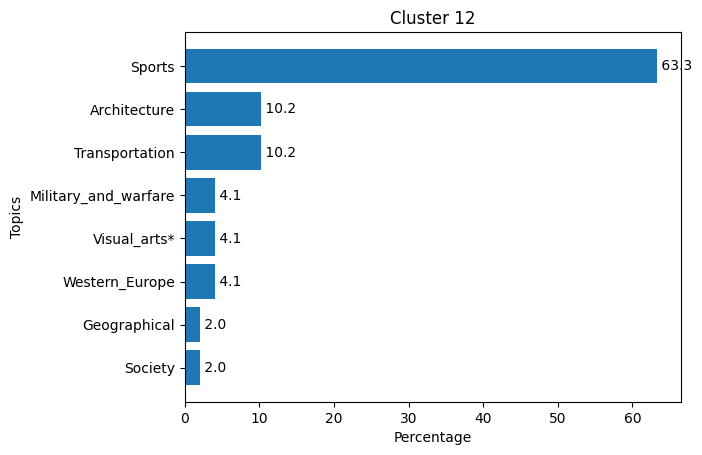 Cluster 12
Topics
Sports 63.3
Architecture 10.2
Transportation 10.2
Military_and_warfare 4.1
Visual_arts* 4.1
Western_Europe 4.1
Geographical 2.0
Society 2.0
0 10 20 30 40 50 60
Percentage